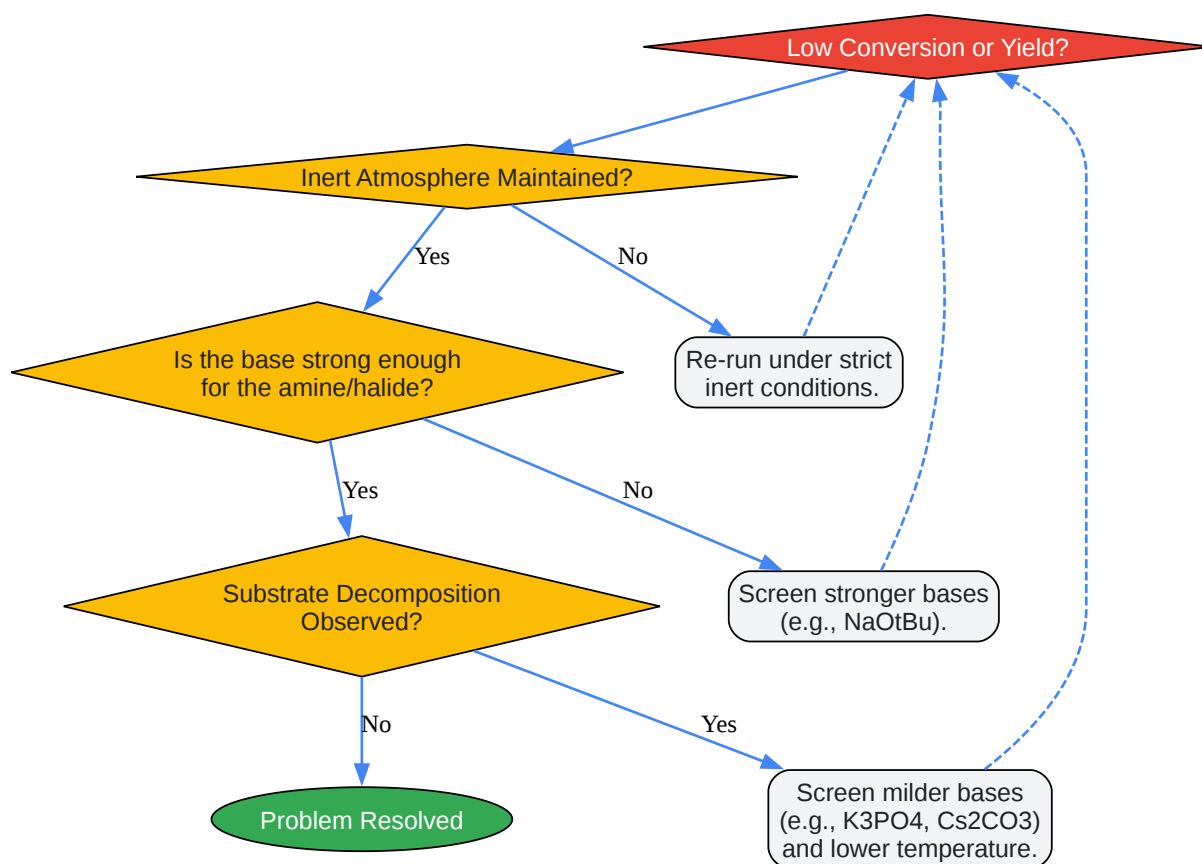 Low Conversion or Yield?
Inert Atmosphere Maintained?
Yes
No
Is the base strong enough
for the amine/halide?
Re-run under strict
inert conditions.
Yes
No
Substrate Decomposition
Observed?
Screen stronger bases
(e.g., NaOtBu).
No
Yes
Problem Resolved
Screen milder bases
(e.g., K3PO4, Cs2CO3)
and lower temperature.